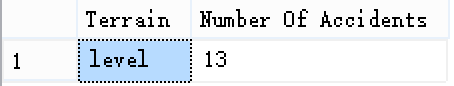 Terrain Number Of Accidents
1 level 13